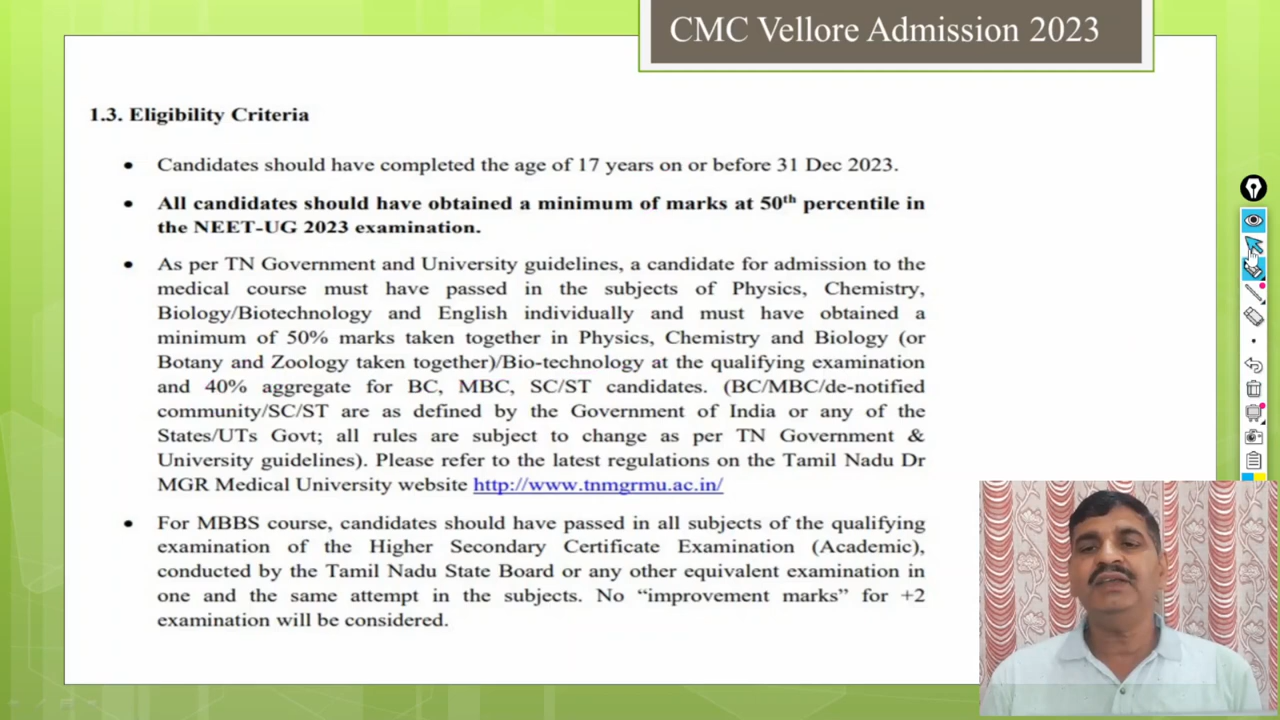 CMC Vellore Admission 2023
1.3. Eligibility Criteria
• Candidates should have completed the age of 17 years on or before 31 Dec 2023.
• All candidates should have obtained a minimum of marks at 50th percentile in
the NEET-UG 2023 examination.
• As per TN Government and University guidelines, a candidate for admission to the
medical course must have passed in the subjects of Physics, Chemistry,
Biology/Biotechnology and English individually and must have obtained a
minimum of 50% marks taken together in Physics, Chemistry and Biology (or
Botany and Zoology taken together)/Bio-technology at the qualifying examination
and 40% aggregate for BC, MBC, SC/ST candidates. (BC/MBC/de-notified
community/SC/ST are as defined by the Government of India or any of the
States/UTs Govt; all rules are subject to change as per TN Government &
University guidelines). Please refer to the latest regulations on the Tamil Nadu Dr
MGR Medical University website http://www.tnmgrmu.ac.in/
• For MBBS course, candidates should have passed in all subjects of the qualifying
examination of the Higher Secondary Certificate Examination (Academic),
conducted by the Tamil Nadu State Board or any other equivalent examination in
one and the same attempt in the subjects. No “improvement marks” for +2
examination will be considered.